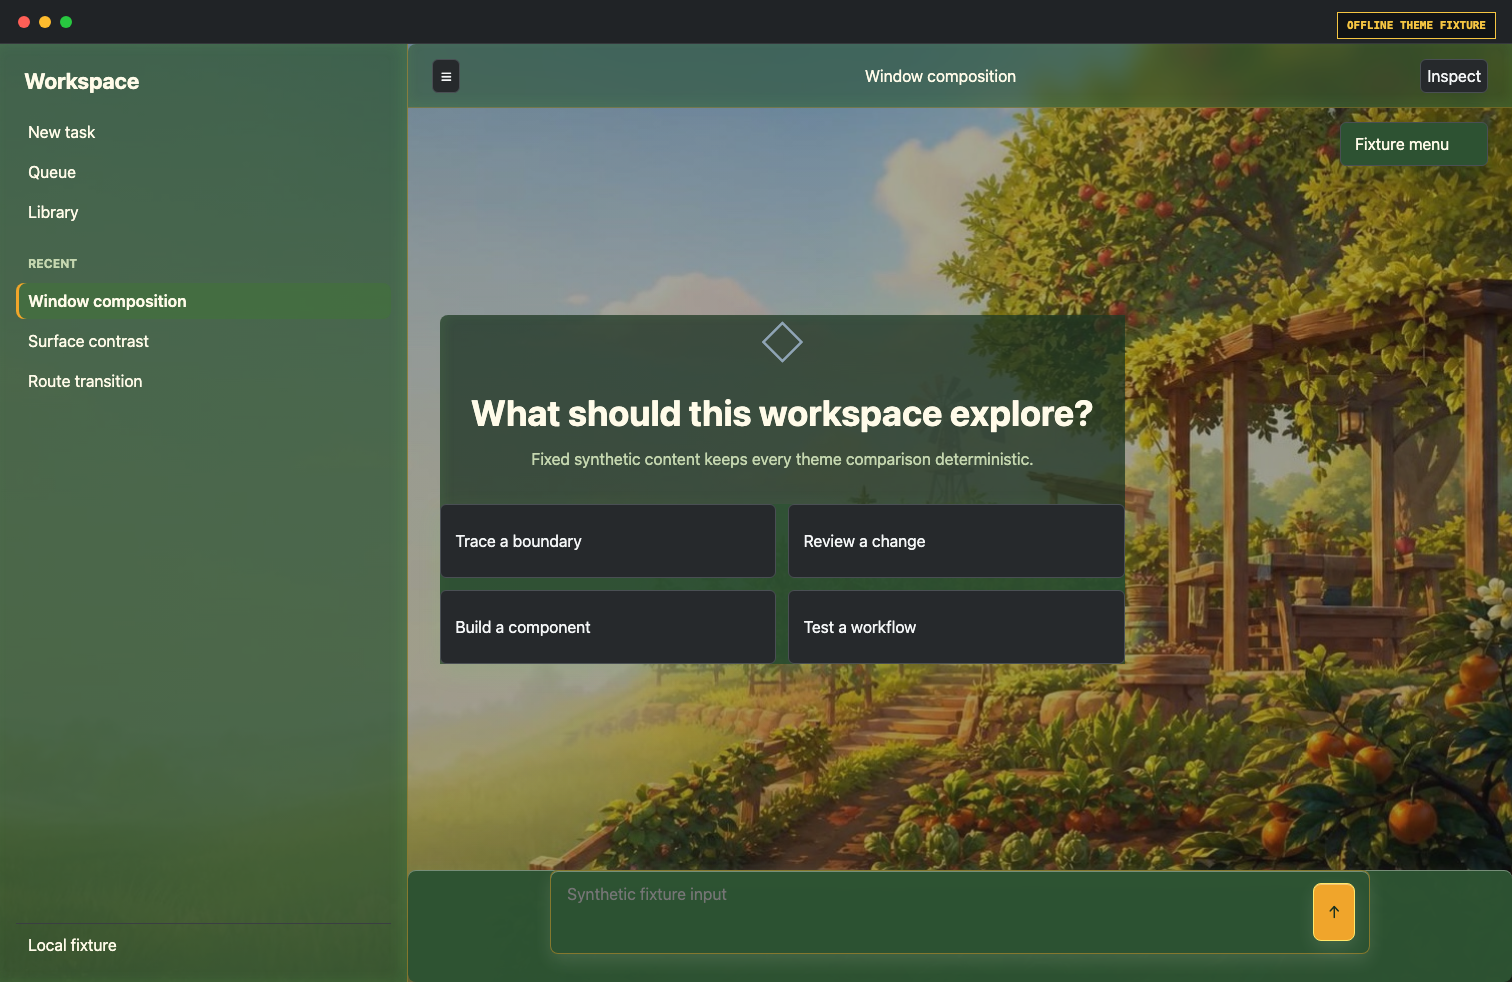 OFFLINE THEME FIXTURE
Workspace
New task
Queue
Library
RECENT
Window composition
Surface contrast
Route transition
Local fixture
Window composition
Inspect
Fixture menu
What should this workspace explore?
Fixed synthetic content keeps every theme comparison deterministic.
Trace a boundary
Review a change
Build a component
Test a workflow
Synthetic fixture input